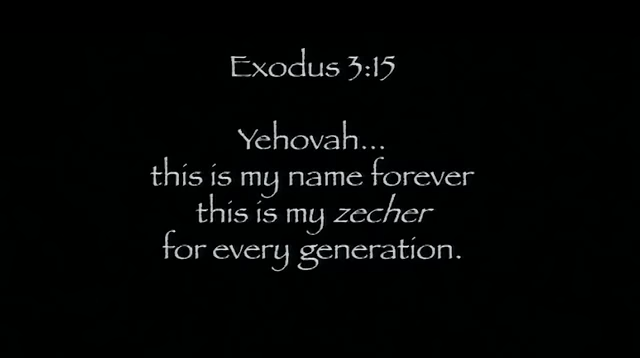 Exodus 3:15
Yehovah...
this is my name forever
this is my zecher
for every generation.